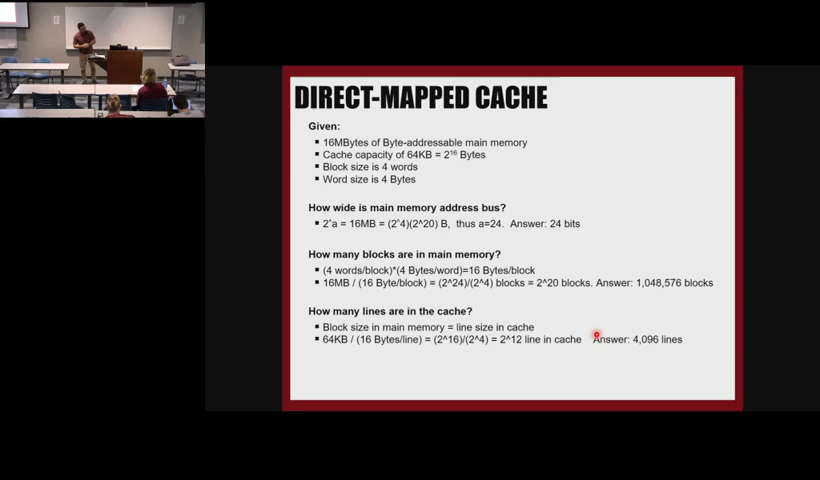 DIRECT-MAPPED CACHE
Given:
▪ 16MBytes of Byte-addressable main memory
▪ Cache capacity of 64KB = 2¹⁶ Bytes
▪ Block size is 4 words
▪ Word size is 4 Bytes
How wide is main memory address bus?
▪ 2^a = 16MB = (2^4)(2^20) B, thus a=24. Answer: 24 bits
How many blocks are in main memory?
▪ (4 words/block)*(4 Bytes/word)=16 Bytes/block
▪ 16MB / (16 Byte/block) = (2^24)/(2^4) blocks = 2^20 blocks. Answer: 1,048,576 blocks
How many lines are in the cache?
▪ Block size in main memory = line size in cache
▪ 64KB / (16 Bytes/line) = (2^16)/(2^4) = 2^12 line in cache Answer: 4,096 lines